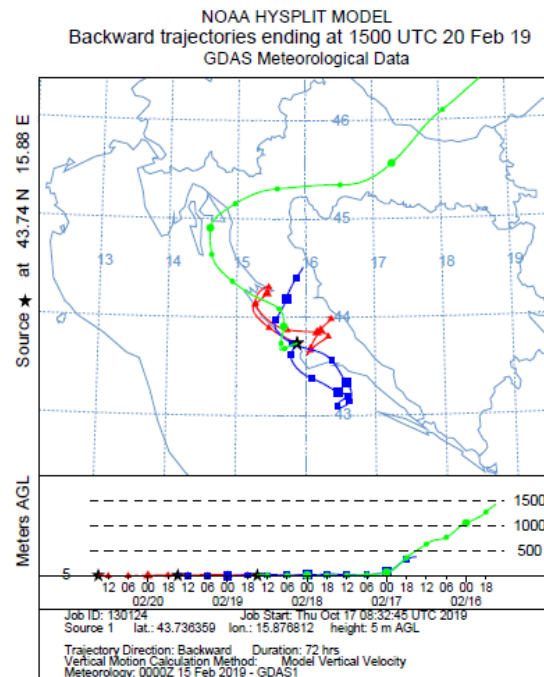 NOAA HYSPLIT MODEL
Backward trajectories ending at 1500 UTC 20 Feb 19
GDAS Meteorological Data
Source ★ at 43.74 N 15.88 E
46
45
13 14 15 16 17 18 19
44
43
Meters AGL
1500
1000
500
5
12 06 00 18 12 06 00 18 12 06 00 18 12 06 00 18 12 06 00 18
02/20 02/19 02/18 02/17 02/16
Job ID: 130124 Job Start: Thu Oct 17 08:32:45 UTC 2019
Source 1 lat.: 43.736359 lon.: 15.876812 height: 5 m AGL
Trajectory Direction: Backward Duration: 72 hrs
Vertical Motion Calculation Method: Model Vertical Velocity
Meteorology: 0000Z 15 Feb 2019 - GDAS1